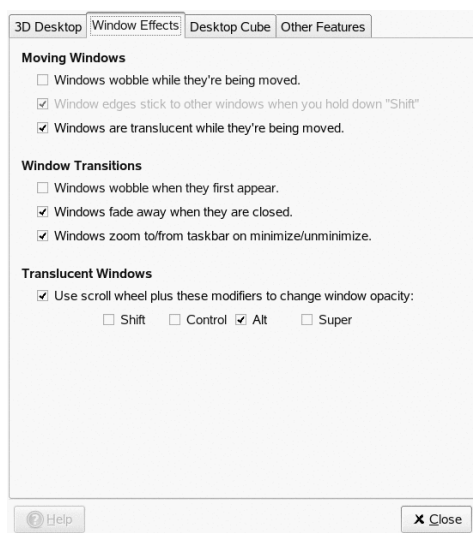 3D Desktop Window Effects Desktop Cube Other Features
Moving Windows
Windows wobble while they're being moved.
Window edges stick to other windows when you hold down "Shift"
Windows are translucent while they're being moved.
Window Transitions
Windows wobble when they first appear.
Windows fade away when they are closed.
Windows zoom to/from taskbar on minimize/unminimize.
Translucent Windows
Use scroll wheel plus these modifiers to change window opacity:
Shift Control Alt Super
Help Close